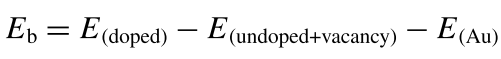 E_b = E_(doped) − E_(undoped+vacancy) − E_(Au)